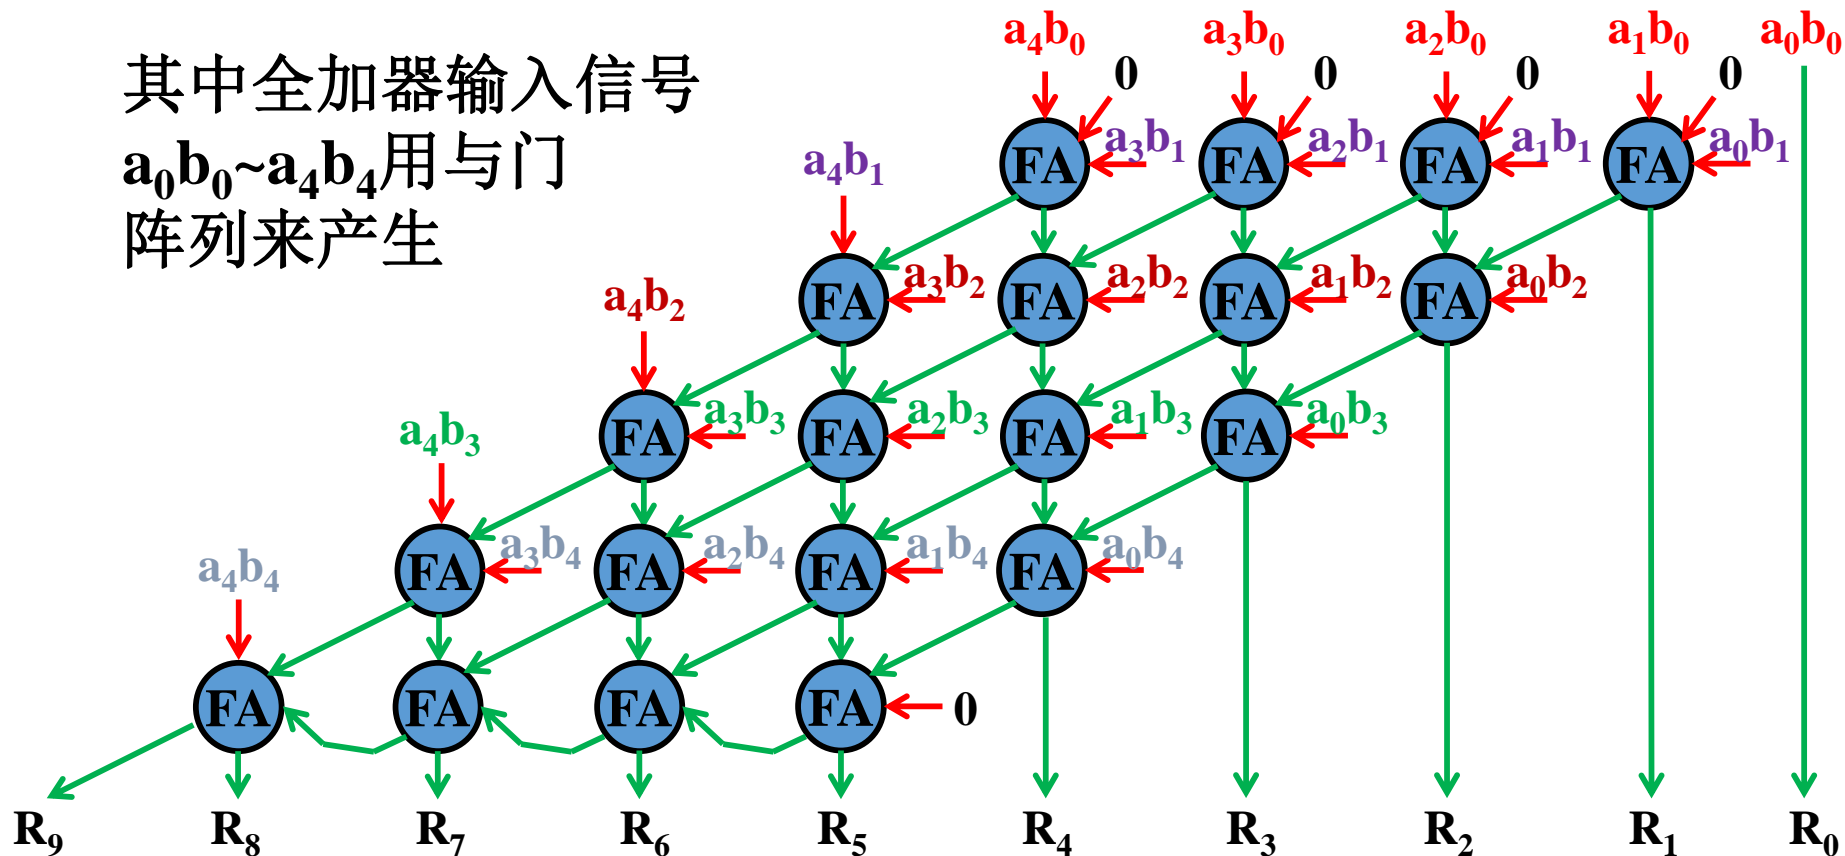 a₄b₀ a₃b₀ a₂b₀ a₁b₀ a₀b₀
0 0 0 0
其中全加器输入信号
a₀b₀~a₄b₄用与门
阵列来产生
FA a₃b₁ FA a₂b₁ FA a₁b₁ FA a₀b₁
a₄b₁
FA a₃b₂ FA a₂b₂ FA a₁b₂ FA a₀b₂
a₄b₂
FA a₃b₃ FA a₂b₃ FA a₁b₃ FA a₀b₃
a₄b₃
FA a₃b₄ FA a₂b₄ FA a₁b₄ FA a₀b₄
a₄b₄
FA FA FA FA 0
R₉ R₈ R₇ R₆ R₅ R₄ R₃ R₂ R₁ R₀